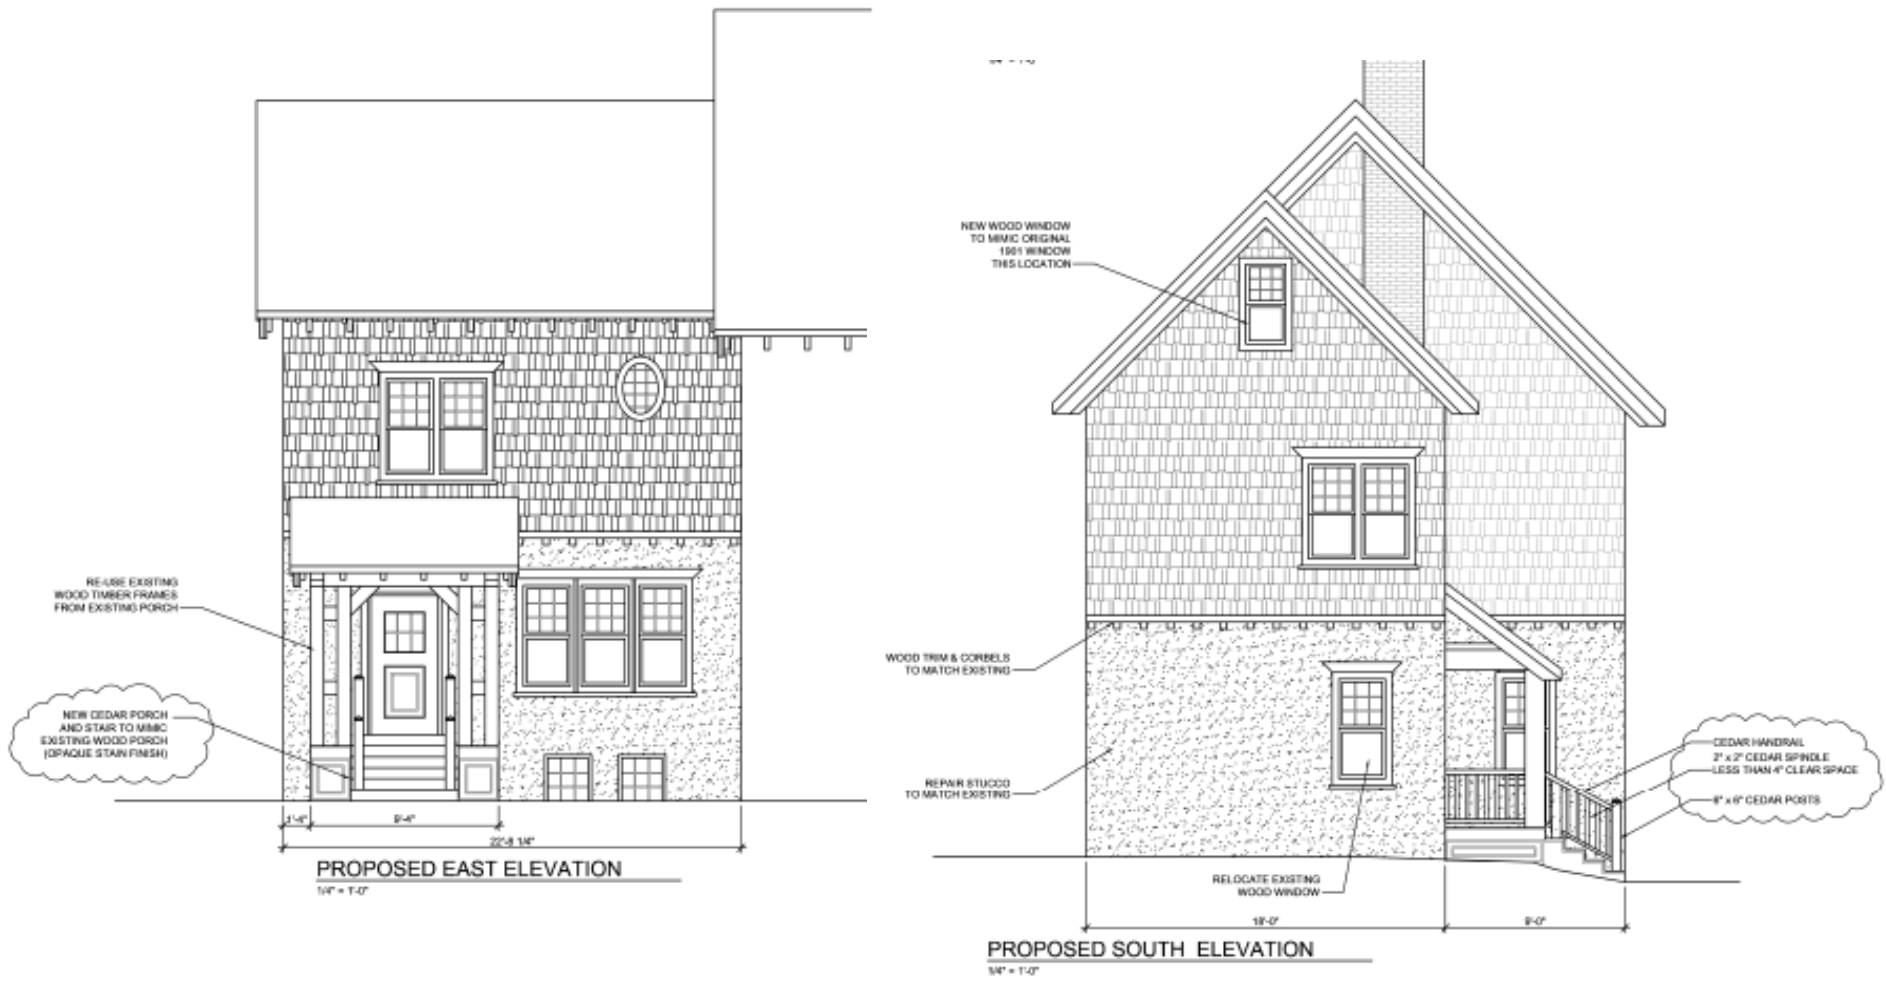 RE-USE EXISTING
WOOD TIMBER FRAMES
FROM EXISTING PORCH
NEW CEDAR PORCH
AND STAIR TO MIMIC
EXISTING WOOD PORCH
(OPAQUE STAIN FINISH)
1'-4"
9'-4"
22'-8 1/4"
PROPOSED EAST ELEVATION
1/4" = 1'-0"
NEW WOOD WINDOW
TO MIMIC ORIGINAL
1901 WINDOW
THIS LOCATION
WOOD TRIM & CORBELS
TO MATCH EXISTING
REPAIR STUCCO
TO MATCH EXISTING
RELOCATE EXISTING
WOOD WINDOW
CEDAR HANDRAIL
2" x 2" CEDAR SPINDLE
LESS THAN 4" CLEAR SPACE
6" x 6" CEDAR POSTS
18'-0"
9'-0"
PROPOSED SOUTH ELEVATION
1/4" = 1'-0"